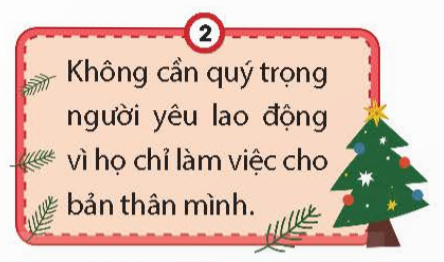 2
Không cần quý trọng
người yêu lao động
vì họ chỉ làm việc cho
bản thân mình.